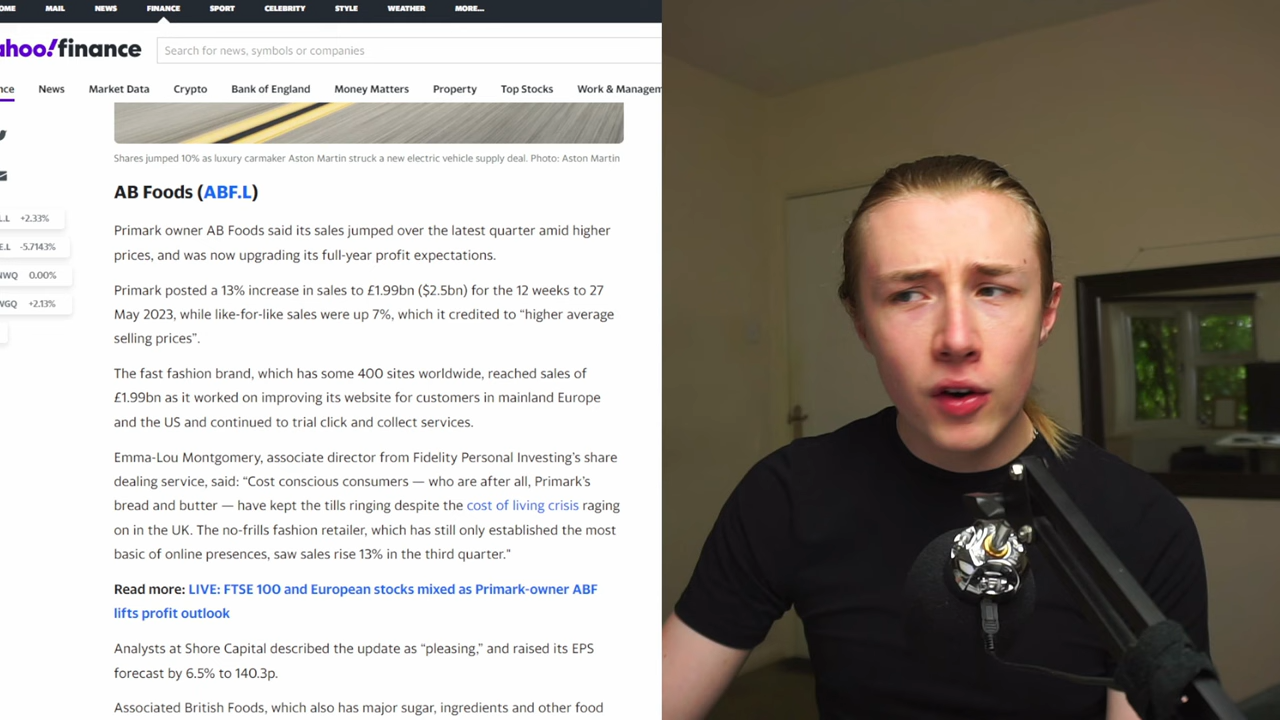 OME MAIL NEWS FINANCE SPORT CELEBRITY STYLE WEATHER MORE...
ahoo!finance
Search for news, symbols or companies
nce News Market Data Crypto Bank of England Money Matters Property Top Stocks Work & Managem
Shares jumped 10% as luxury carmaker Aston Martin struck a new electric vehicle supply deal. Photo: Aston Martin
AB Foods (ABF.L)
L.L +2.33%
E.L -5.7143%
NWQ 0.00%
WGQ +2.13%
Primark owner AB Foods said its sales jumped over the latest quarter amid higher
prices, and was now upgrading its full-year profit expectations.
Primark posted a 13% increase in sales to £1.99bn ($2.5bn) for the 12 weeks to 27
May 2023, while like-for-like sales were up 7%, which it credited to “higher average
selling prices”.
The fast fashion brand, which has some 400 sites worldwide, reached sales of
£1.99bn as it worked on improving its website for customers in mainland Europe
and the US and continued to trial click and collect services.
Emma-Lou Montgomery, associate director from Fidelity Personal Investing’s share
dealing service, said: “Cost conscious consumers — who are after all, Primark’s
bread and butter — have kept the tills ringing despite the cost of living crisis raging
on in the UK. The no-frills fashion retailer, which has still only established the most
basic of online presences, saw sales rise 13% in the third quarter.”
Read more: LIVE: FTSE 100 and European stocks mixed as Primark-owner ABF
lifts profit outlook
Analysts at Shore Capital described the update as “pleasing,” and raised its EPS
forecast by 6.5% to 140.3p.
Associated British Foods, which also has major sugar, ingredients and other food